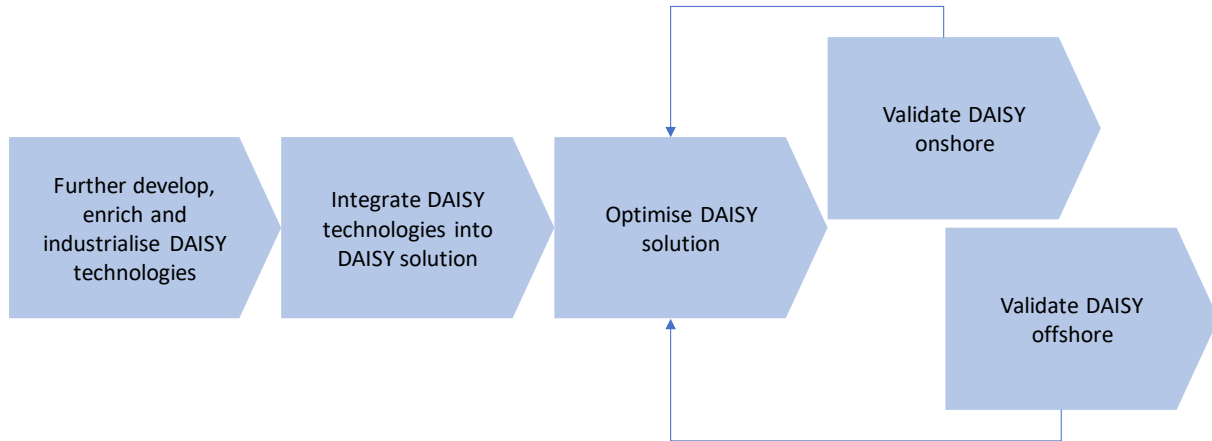 Further develop,
enrich and
industrialise DAISY
technologies
Integrate DAISY
technologies into
DAISY solution
Optimise DAISY
solution
Validate DAISY
onshore
Validate DAISY
offshore